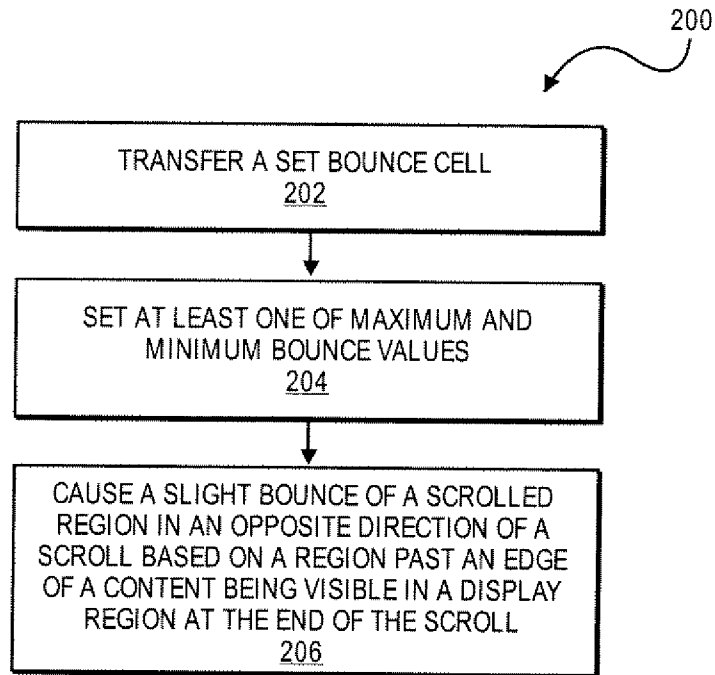 200
TRANSFER A SET BOUNCE CELL
202
SET AT LEAST ONE OF MAXIMUM AND
MINIMUM BOUNCE VALUES
204
CAUSE A SLIGHT BOUNCE OF A SCROLLED
REGION IN AN OPPOSITE DIRECTION OF A
SCROLL BASED ON A REGION PAST AN EDGE
OF A CONTENT BEING VISIBLE IN A DISPLAY
REGION AT THE END OF THE SCROLL
206